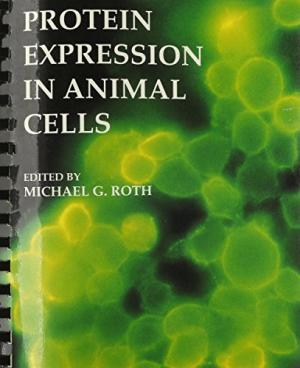 PROTEIN
EXPRESSION
IN ANIMAL
CELLS
EDITED BY
MICHAEL G. ROTH